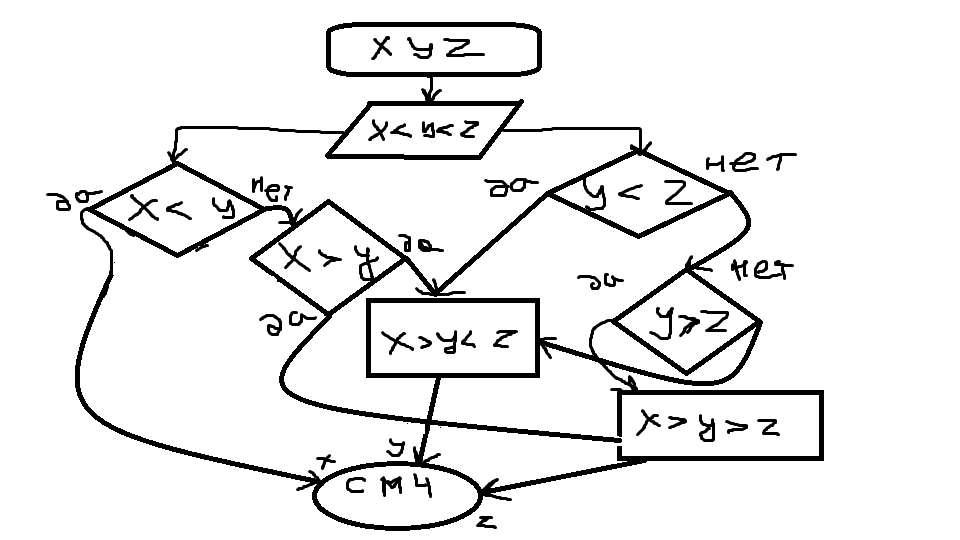 x y z
x < y < z
нет
да
x < y
нет
да
y < z
x > y
да
да
нет
да
y > z
x > y < z
x > y > z
x
y
смч
z